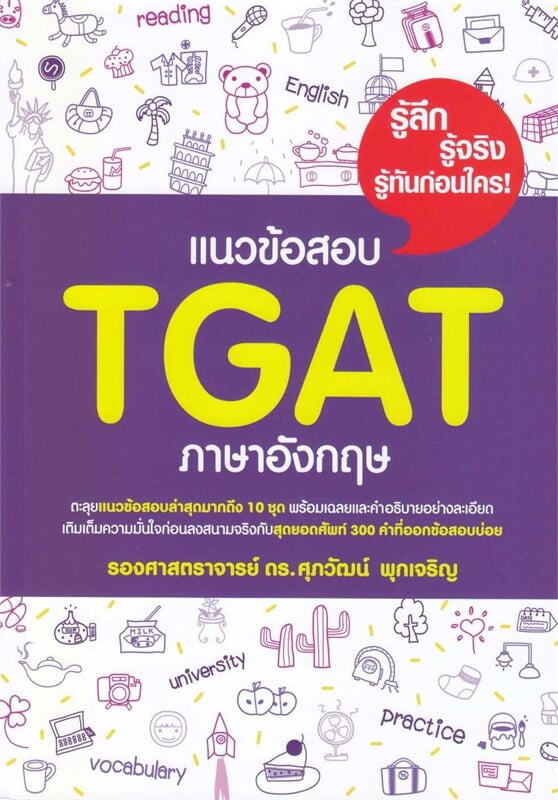 reading
English
รู้ลึก
รู้จริง
รู้ทันก่อนใคร!
แนวข้อสอบ
TGAT
ภาษาอังกฤษ
ตะลุยแนวข้อสอบล่าสุดมากถึง 10 ชุด พร้อมเฉลยและคำอธิบายอย่างละเอียด
เติมเต็มความมั่นใจก่อนลงสนามจริงกับสุดยอดศัพท์ 300 คำที่ออกข้อสอบบ่อย
รองศาสตราจารย์ ดร.ศุภวัฒน์ พุกเจริญ
MILK
university
practice
vocabulary